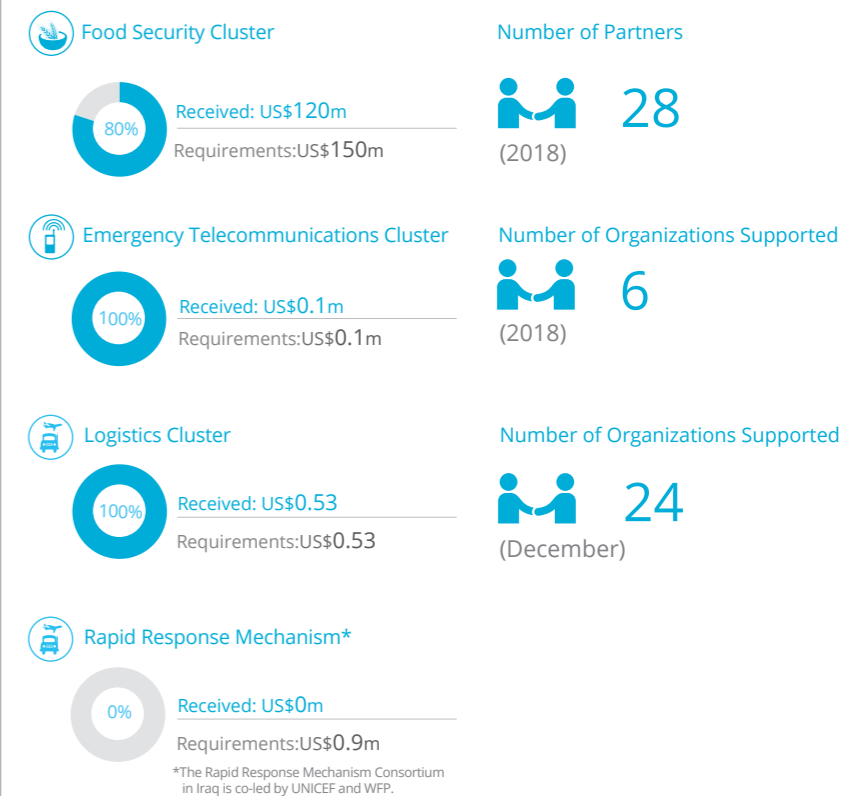 Food Security Cluster
Number of Partners
80%
Received: US$120m
Requirements:US$150m
28
(2018)
Emergency Telecommunications Cluster
Number of Organizations Supported
100%
Received: US$0.1m
Requirements:US$0.1m
6
(2018)
Logistics Cluster
Number of Organizations Supported
100%
Received: US$0.53
Requirements:US$0.53
24
(December)
Rapid Response Mechanism*
0%
Received: US$0m
Requirements:US$0.9m
*The Rapid Response Mechanism Consortium
in Iraq is co-led by UNICEF and WFP.